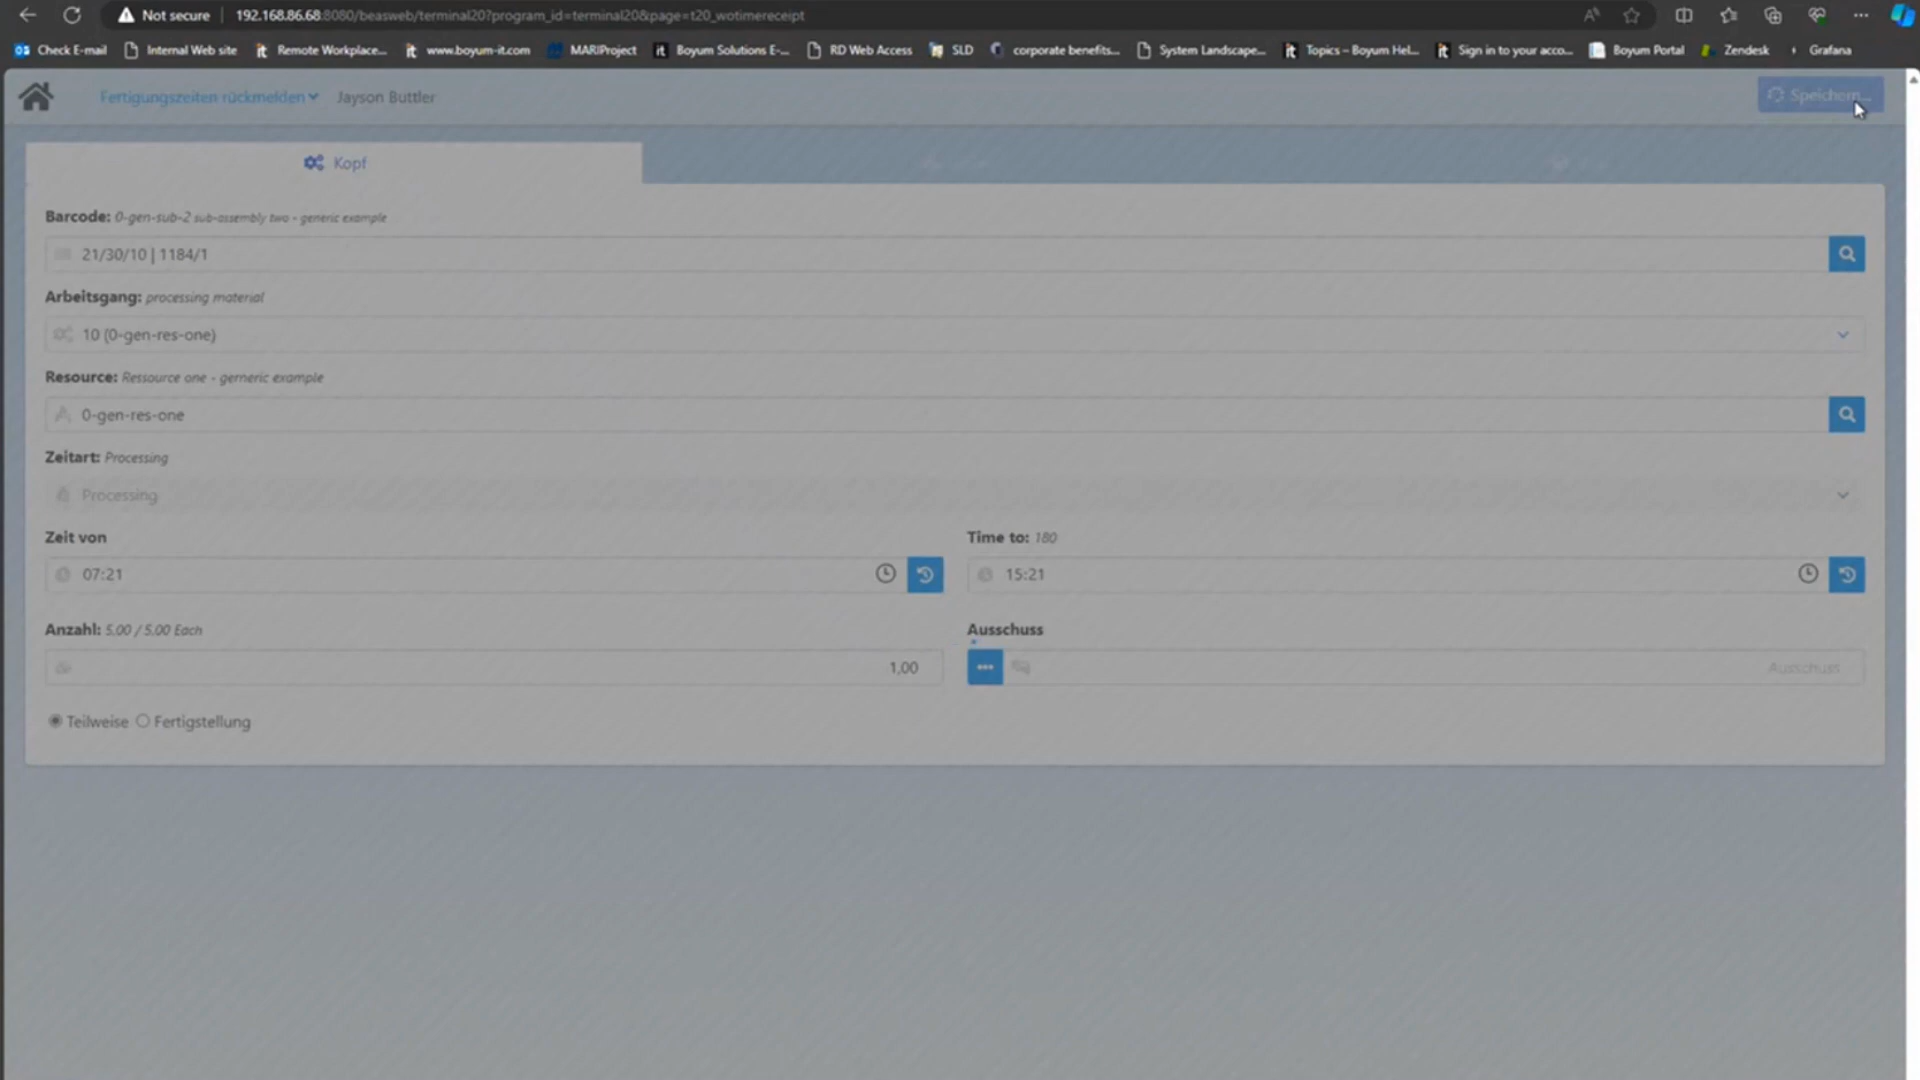 Not secure 192.168.86.68:8080/beasweb/terminal20?program_id=terminal20&page=t20_wotimereceipt
Check E-mail Internal Web site Remote Workplace... www.boyum-it.com MARIProject Boyum Solutions E-... RD Web Access SLD corporate benefits... System Landscape... Topics – Boyum Hel... Sign in to your acco... Boyum Portal Zendesk Grafana
Fertigungszeiten rückmelden Jayson Buttler Speichern...
Kopf
Barcode: 0-gen-sub-2 sub-assembly two - generic example
21/30/10 | 1184/1
Arbeitsgang: processing material
10 (0-gen-res-one)
Resource: Ressource one - gerneric example
0-gen-res-one
Zeitart: Processing
Processing
Zeit von Time to: 180
07:21 15:21
Anzahl: 5.00 / 5.00 Each Ausschuss
1,00 Ausschuss
Teilweise Fertigstellung